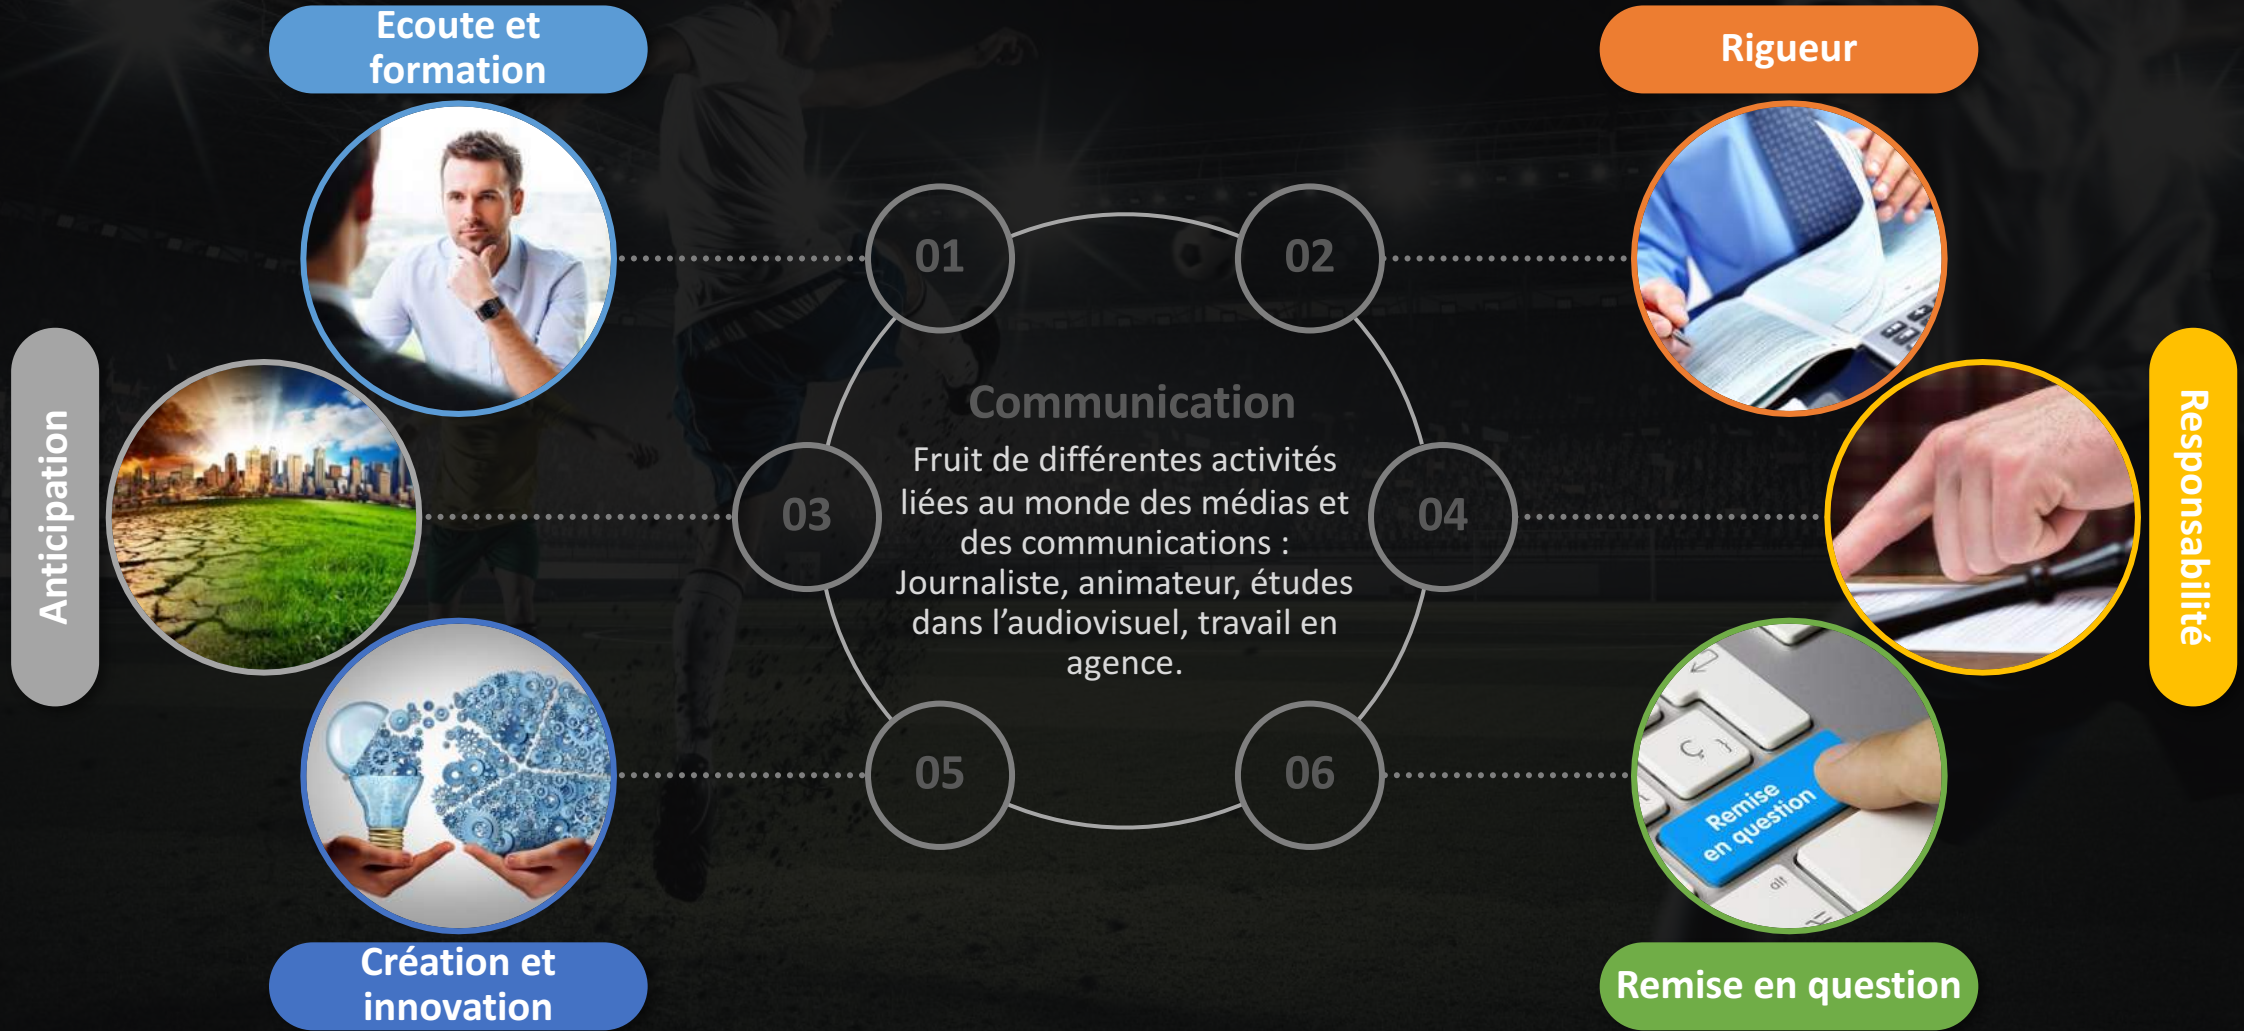 Ecoute et
formation
Rigueur
01
02
Anticipation
Communication
Fruit de différentes activités
liées au monde des médias et
des communications :
Journaliste, animateur, études
dans l’audiovisuel, travail en
agence.
03
04
Responsabilité
05
06
Ç
Remise
en question
alt
Création et
innovation
Remise en question